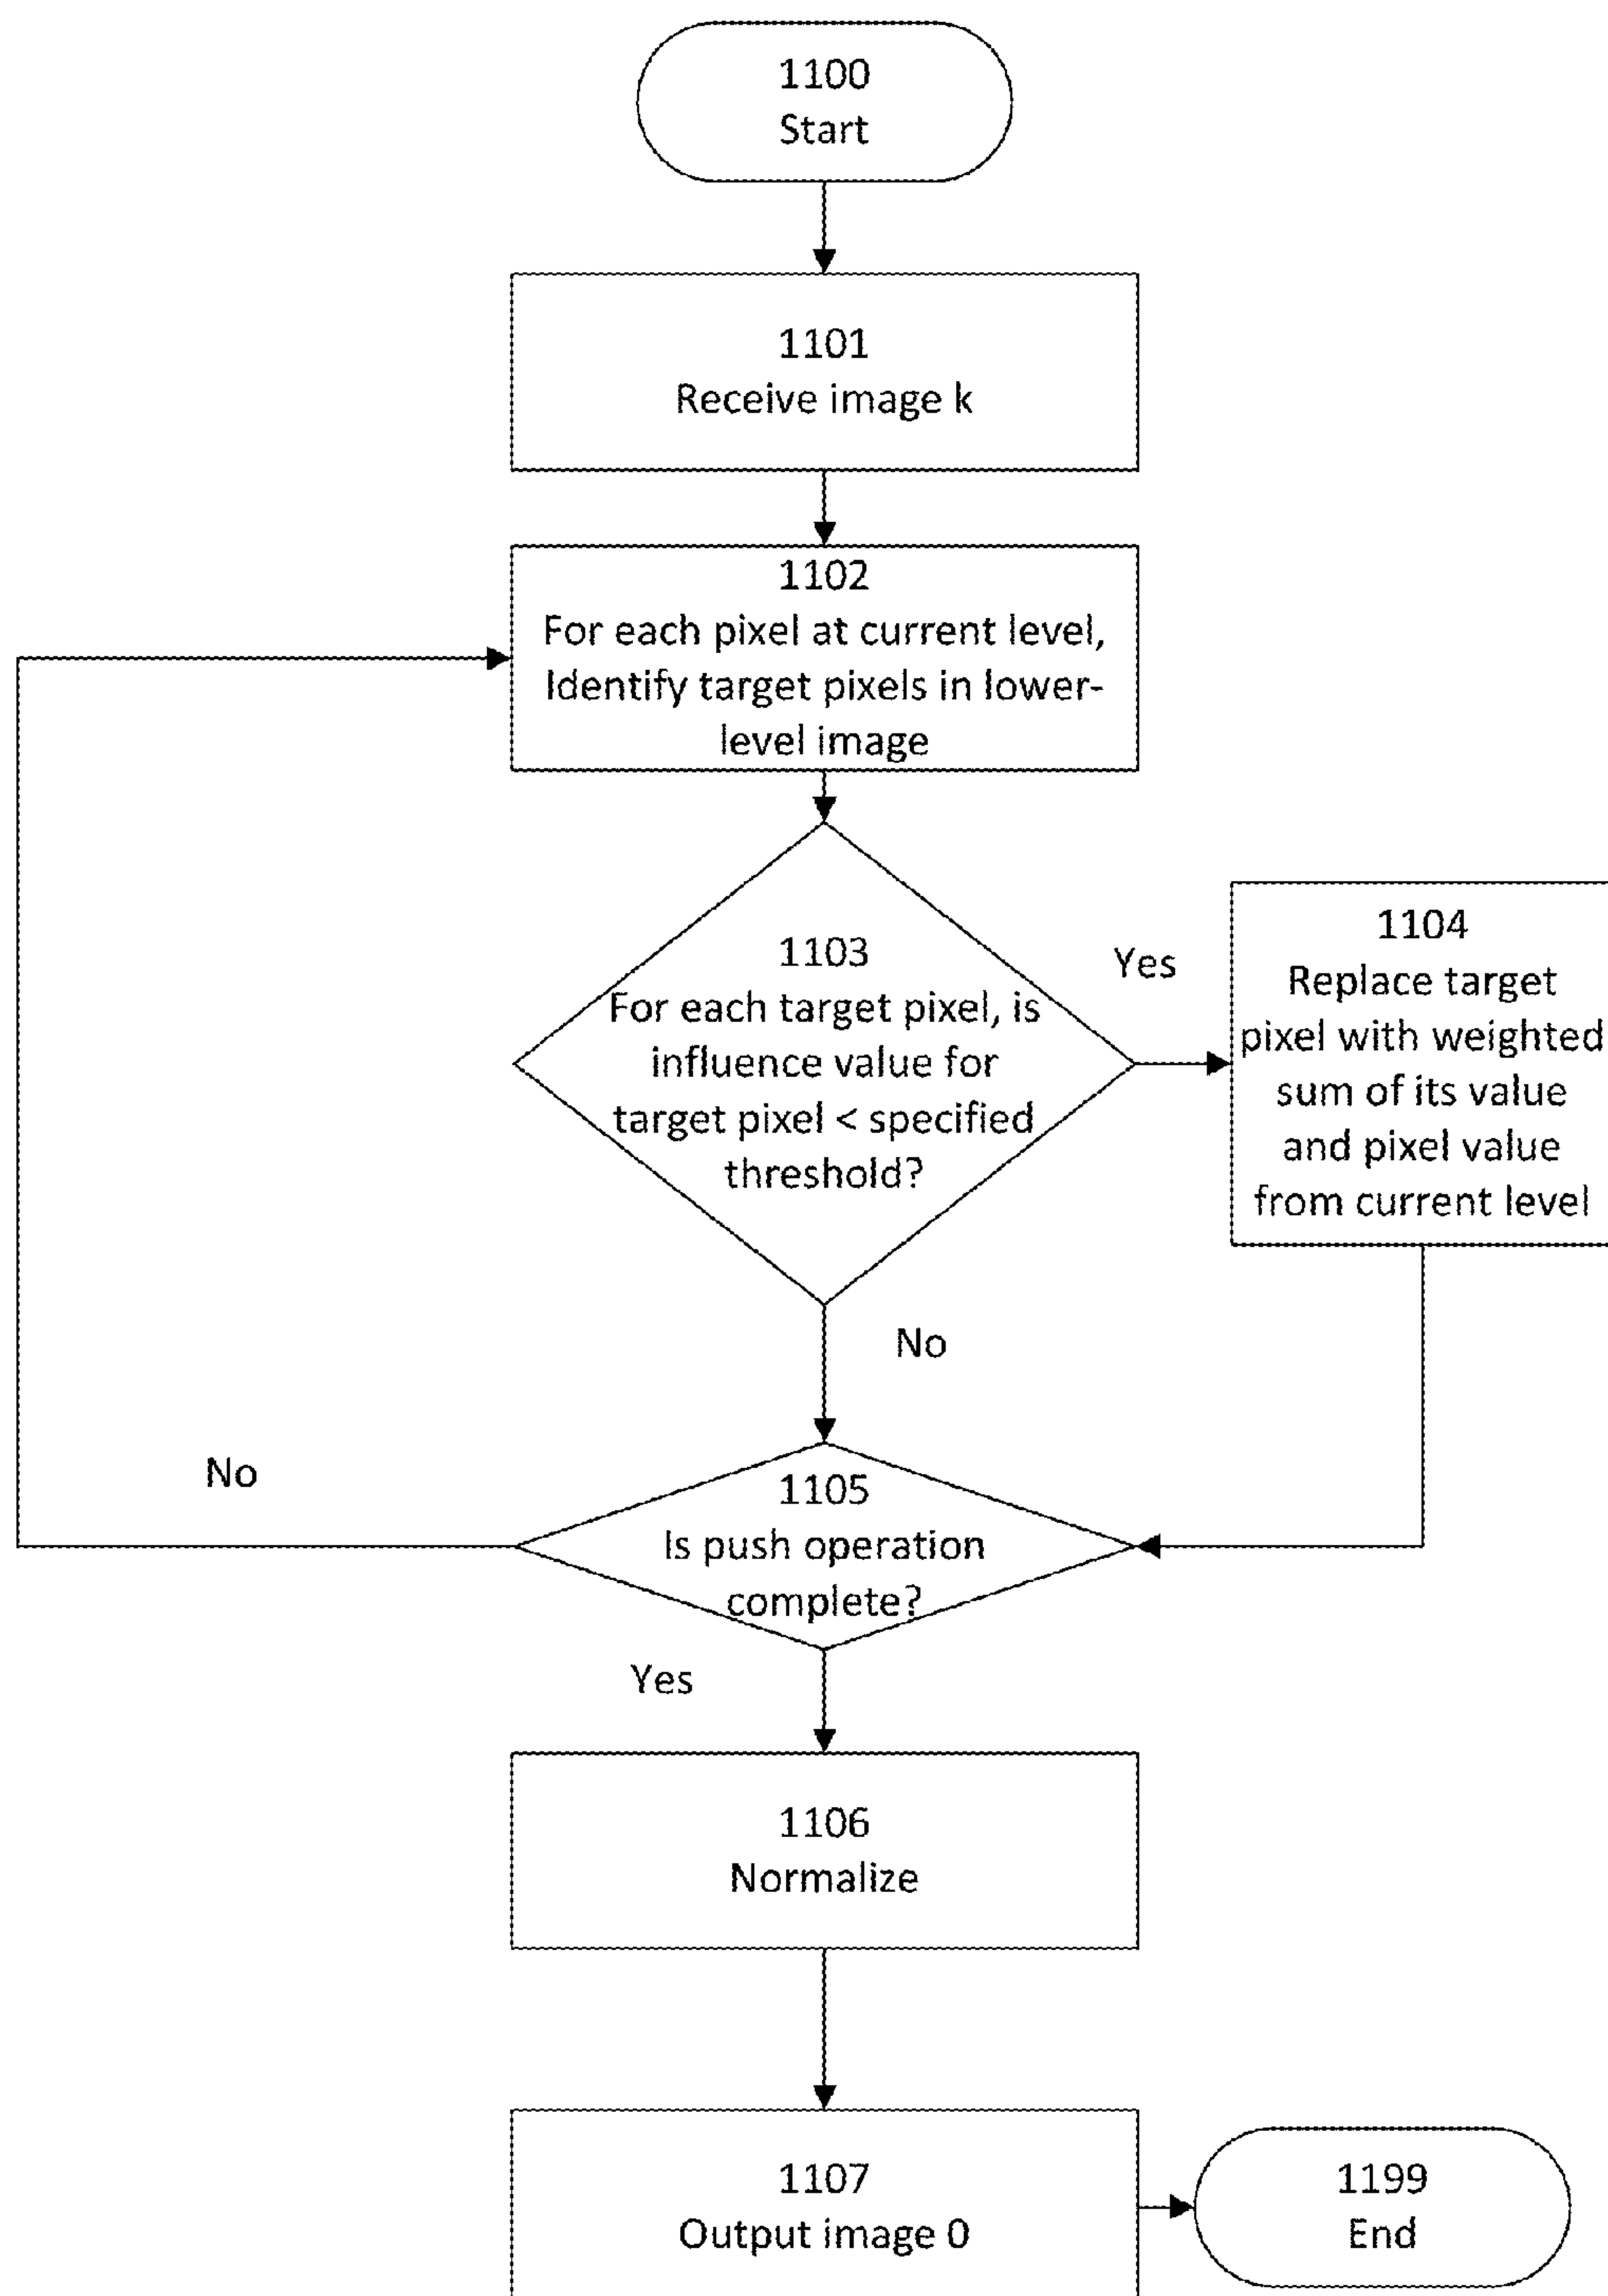 1100
Start
1101
Receive image k
1102
For each pixel at current level,
Identify target pixels in lower-
level image
1103
For each target pixel, is
influence value for
target pixel < specified
threshold?
Yes
1104
Replace target
pixel with weighted
sum of its value
and pixel value
from current level
No
1105
Is push operation
complete?
No
Yes
1106
Normalize
1107
Output image 0
1199
End